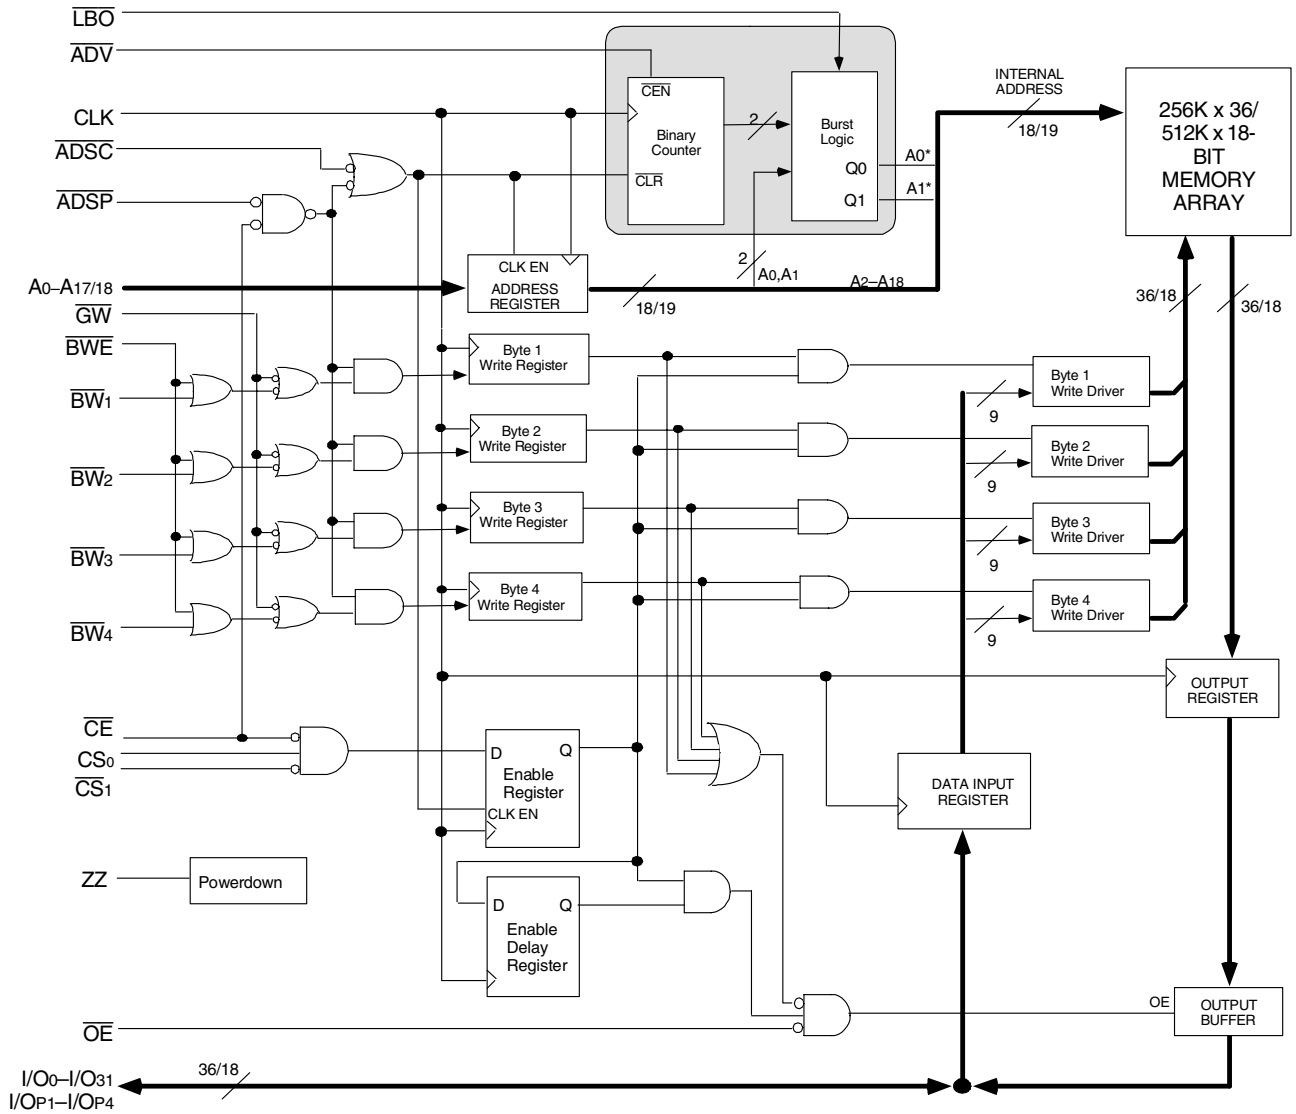 LBO
ADV
CLK
ADSC
ADSP
CEN
Binary
Counter
CLR
2
Burst
Logic
Q0
Q1
A0*
A1*
INTERNAL
ADDRESS
18/19
256K x 36/
512K x 18-
BIT
MEMORY
ARRAY
2
A0,A1
A2–A18
A0–A17/18
CLK EN
ADDRESS
REGISTER
18/19
36/18
36/18
GW
BWE
BW1
BW2
BW3
BW4
Byte 1
Write Register
Byte 2
Write Register
Byte 3
Write Register
Byte 4
Write Register
9
9
9
9
Byte 1
Write Driver
Byte 2
Write Driver
Byte 3
Write Driver
Byte 4
Write Driver
OUTPUT
REGISTER
CE
CS0
CS1
D Q
Enable
Register
CLK EN
DATA INPUT
REGISTER
ZZ
Powerdown
D Q
Enable
Delay
Register
OE
OE
OUTPUT
BUFFER
36/18
I/O0–I/O31
I/OP1–I/OP4